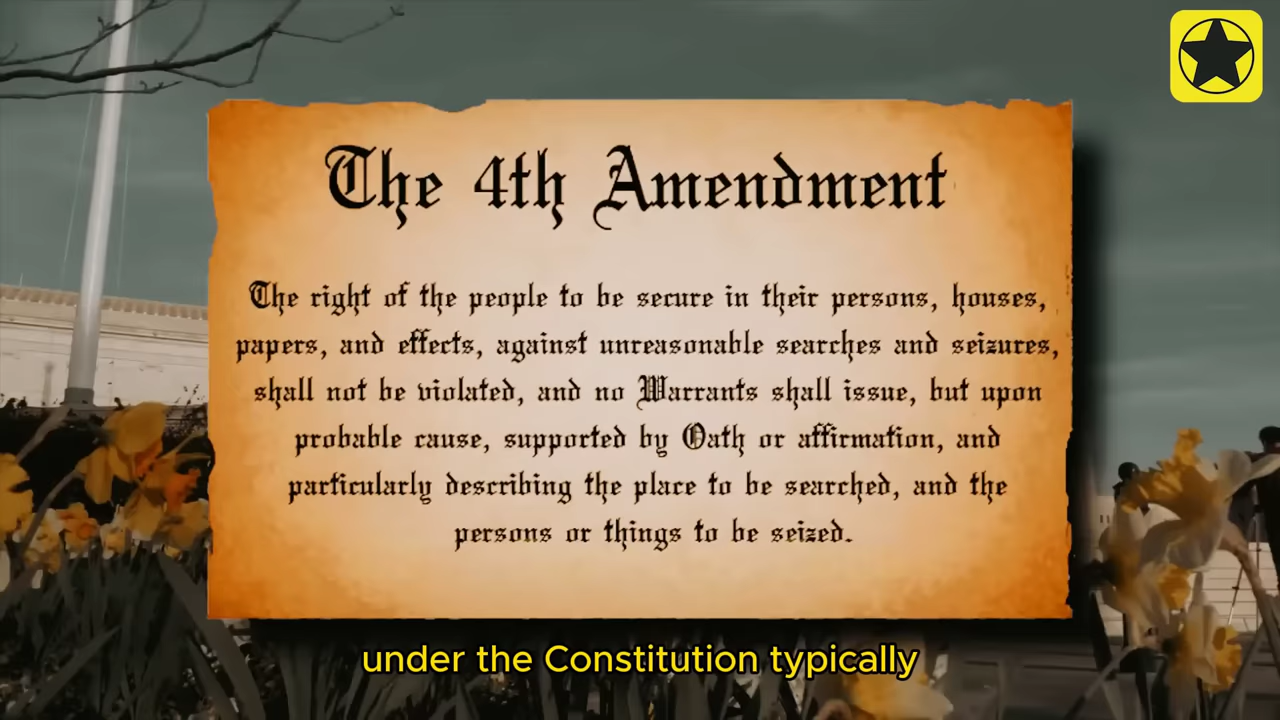 The 4th Amendment
The right of the people to be secure in their persons, houses,
papers, and effects, against unreasonable searches and seizures,
shall not be violated, and no Warrants shall issue, but upon
probable cause, supported by Oath or affirmation, and
particularly describing the place to be searched, and the
persons or things to be seized.
under the Constitution typically